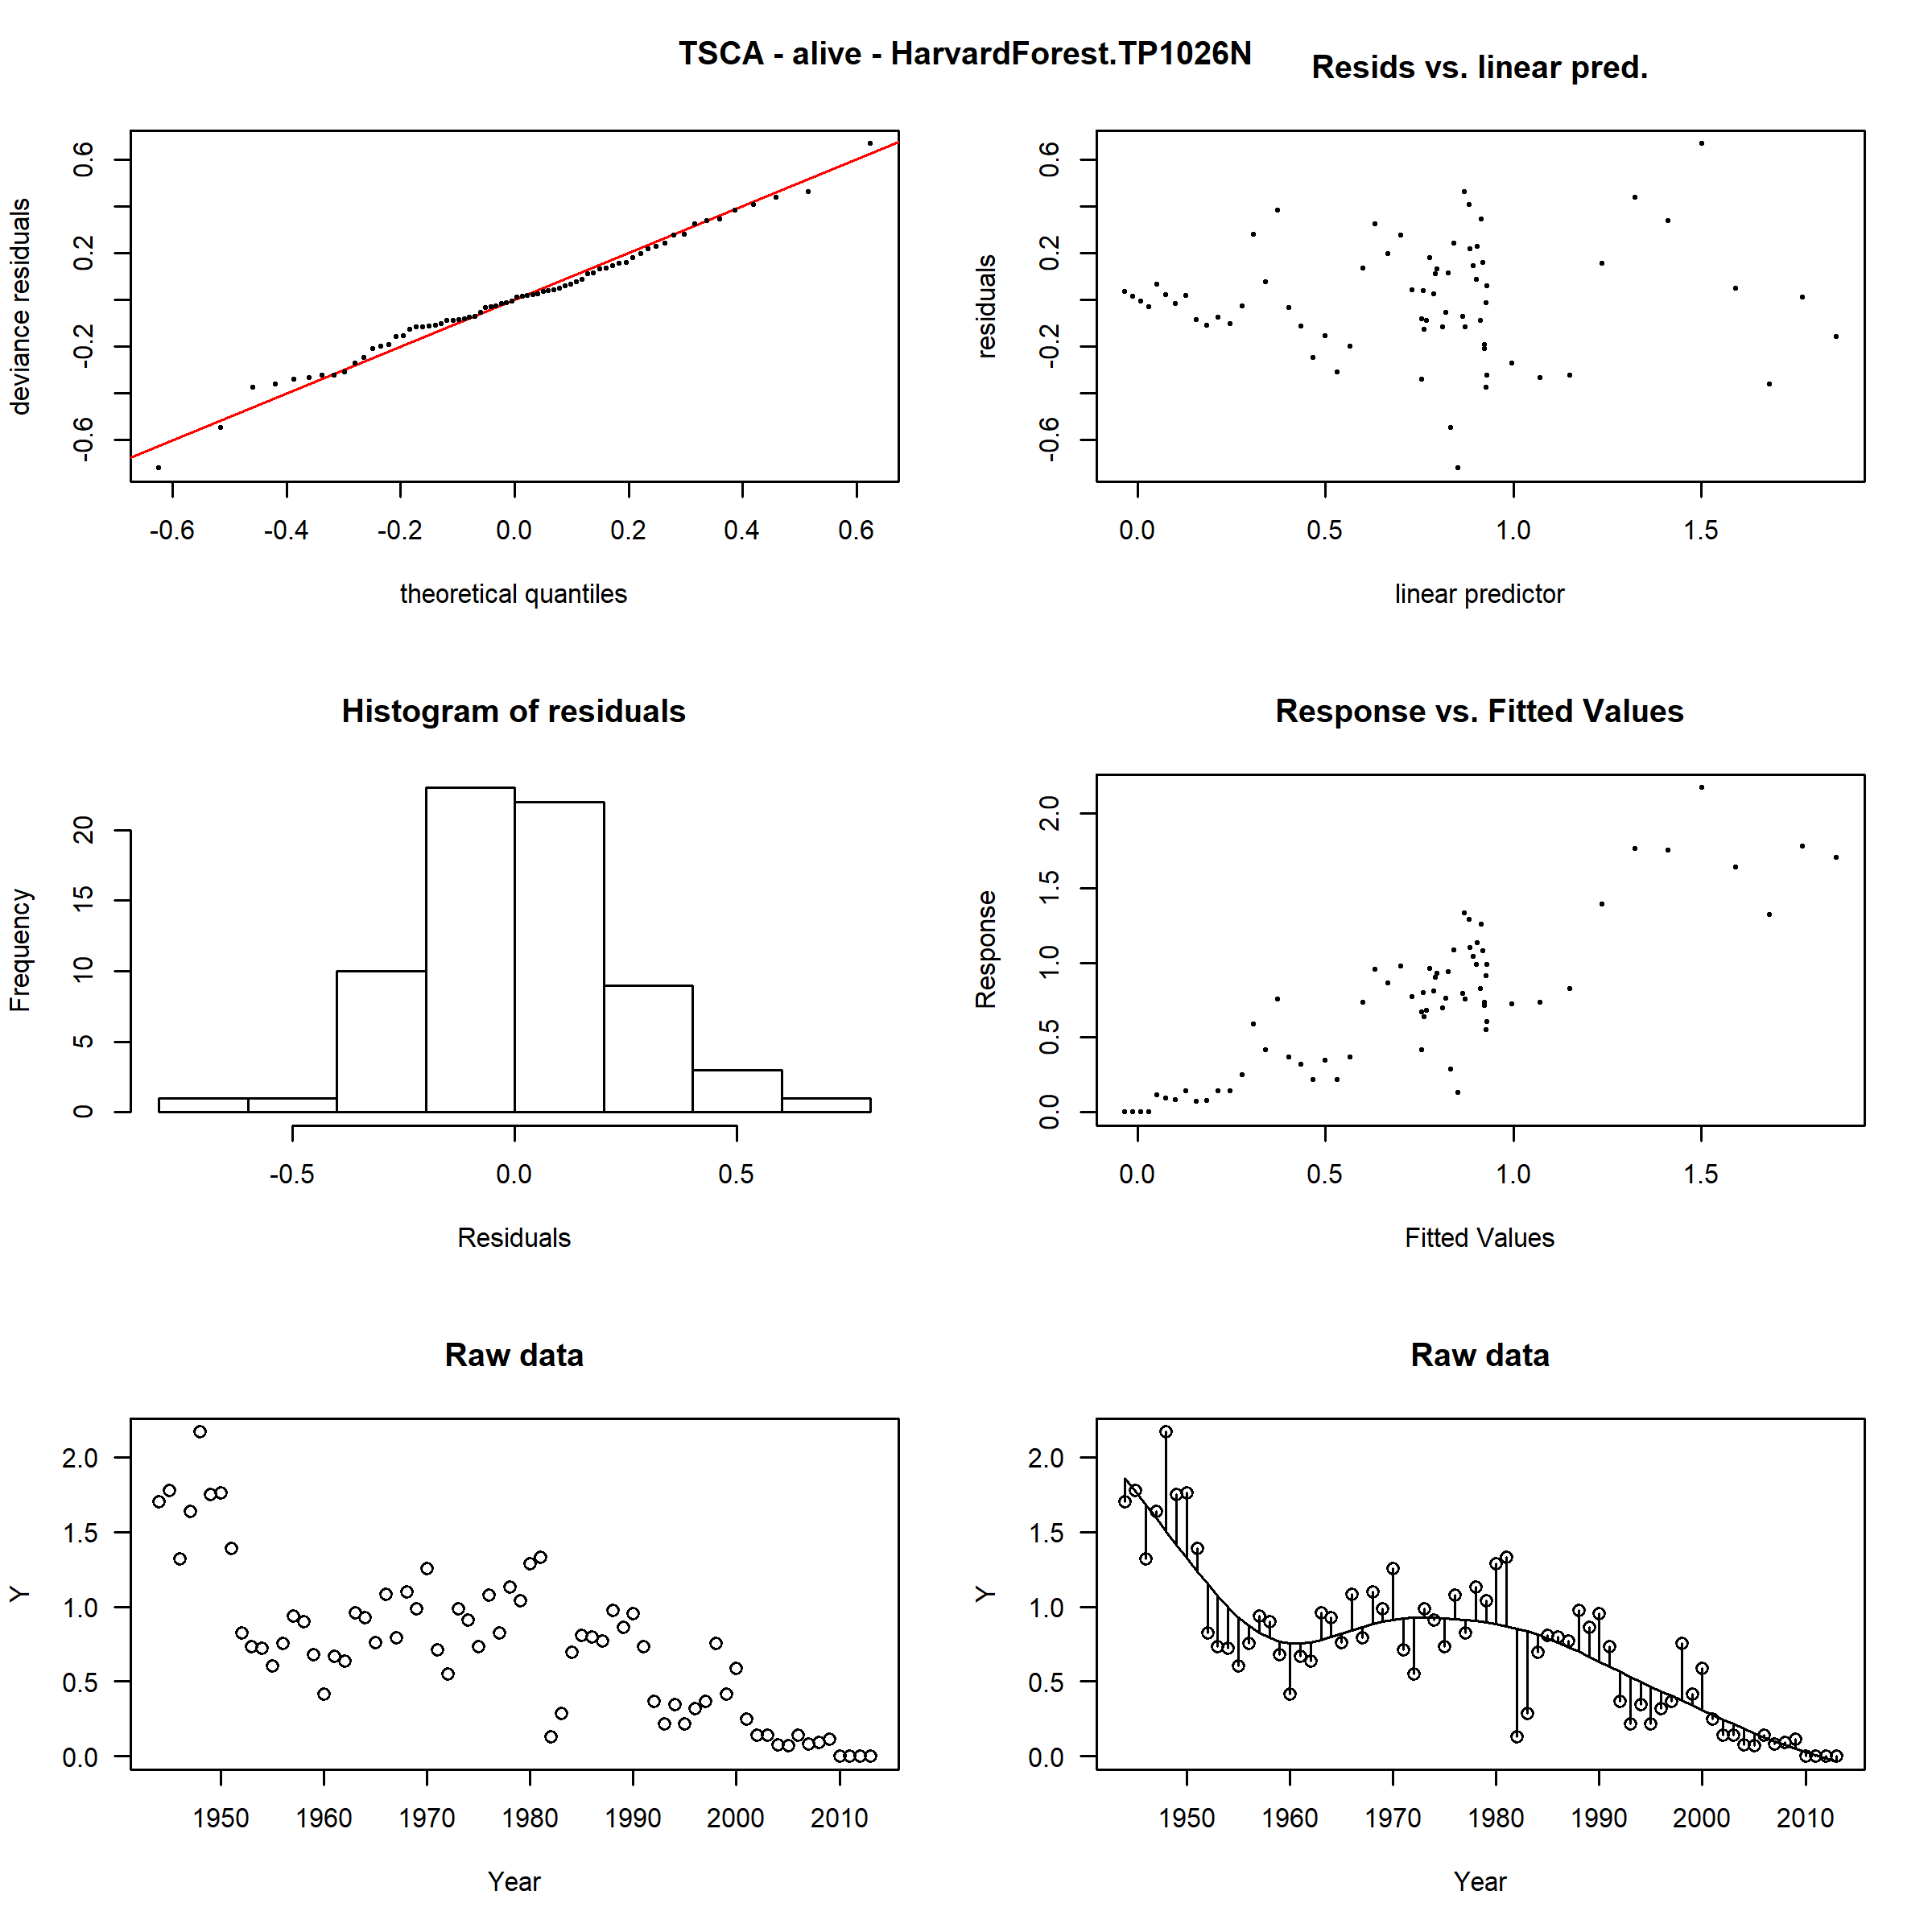 TSCA - alive - HarvardForest.TP1026N
Resids vs. linear pred.
deviance residuals
-0.6 -0.2 0.2 0.6
-0.6 -0.4 -0.2 0.0 0.2 0.4 0.6
theoretical quantiles
residuals
-0.6 -0.2 0.2 0.6
0.0 0.5 1.0 1.5
linear predictor
Histogram of residuals
Frequency
0 5 10 15 20
-0.5 0.0 0.5
Residuals
Response vs. Fitted Values
Response
0.0 0.5 1.0 1.5 2.0
0.0 0.5 1.0 1.5
Fitted Values
Raw data
Y
2.0
1.5
1.0
0.5
0.0
1950 1960 1970 1980 1990 2000 2010
Year
Raw data
Y
2.0
1.5
1.0
0.5
0.0
1950 1960 1970 1980 1990 2000 2010
Year